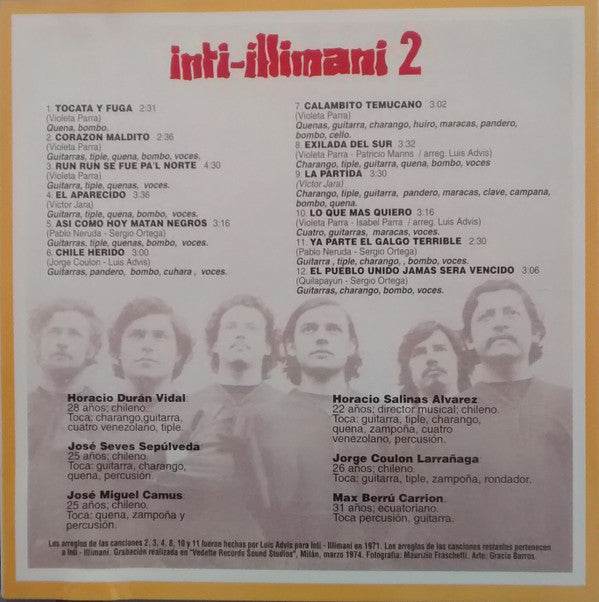 inti-illimani 2
1. TOCATA Y FUGA 2:31
(Violeta Parra)
Quena, bombo.
2. CORAZON MALDITO 2:36
(Violeta Parra)
Guitarras, tiple, quena, bombo, voces.
3. RUN RUN SE FUE PA'L NORTE 4:30
(Violeta Parra)
Guitarra, tiple, quenas, voces.
4. EL APARECIDO 3:36
(Víctor Jara)
Guitarras, tiple, quena, bombo, voces.
5. ASI COMO HOY MATAN NEGROS 3:16
(Pablo Neruda - Sergio Ortega)
Guitarras, tiple, quenas, bombo, voces.
6. CHILE HERIDO 3:00
(Jorge Coulon - Luis Advis)
Guitarras, pandero, bombo, cuhara , voces.
7. CALAMBITO TEMUCANO 3:02
(Violeta Parra)
Quenas, guitarra, charango, huiro, maracas, pandero,
bombo, cello.
8. EXILADA DEL SUR 3:32
(Violeta Parra - Patricio Manns / arreg. Luis Advis)
Charango, tiple, guitarra, quena, bombo, voces
9. LA PARTIDA 3:30
(Víctor Jara)
Charango, tiple, guitarra, pandero, maracas, clave, campana,
bombo, quena.
10. LO QUE MAS QUIERO 3:16
(Violeta Parra - Isabel Parra / arreg. Luis Advis)
Cuatro, guitarras, maracas, voces.
11. YA PARTE EL GALGO TERRIBLE 2:30
(Pablo Neruda - Sergio Ortega)
Guitarra , tiple, charango, , bombo, voces.
12. EL PUEBLO UNIDO JAMAS SERA VENCIDO 3:06
(Quilapayún - Sergio Ortega)
Guitarras, charango, bombo, voces.
Horacio Durán Vidal
28 años; chileno.
Toca: charango,guitarra,
cuatro venezolano, tiple.
José Seves Sepúlveda
25 años; chileno.
Toca: guitarra, charango,
quena, percusión.
José Miguel Camus
25 años; chileno.
Toca: quena, zampoña y
percusión.
Horacio Salinas Alvarez
22 años; director musical; chileno.
Toca: guitarra, tiple, charango,
quena, zampoña, cuatro
venezolano, percusión.
Jorge Coulon Larrañaga
26 años; chileno.
Toca: guitarra, tiple, zampoña, rondador.
Max Berrú Carrion
31 años; ecuatoriano.
Toca percusión, guitarra.
Los arreglos de las canciones 2, 3, 4, 8, 10 y 11 fueron hechas por Luis Advis para Inti - Illimani en 1971. Los arreglos de las canciones restantes pertenecen
a Inti - Illimani. Grabación realizada en "Vedette Records Sound Studios", Milán, marzo 1974. Fotografía: Maurizio Fraschetti. Arte: Gracia Barros.